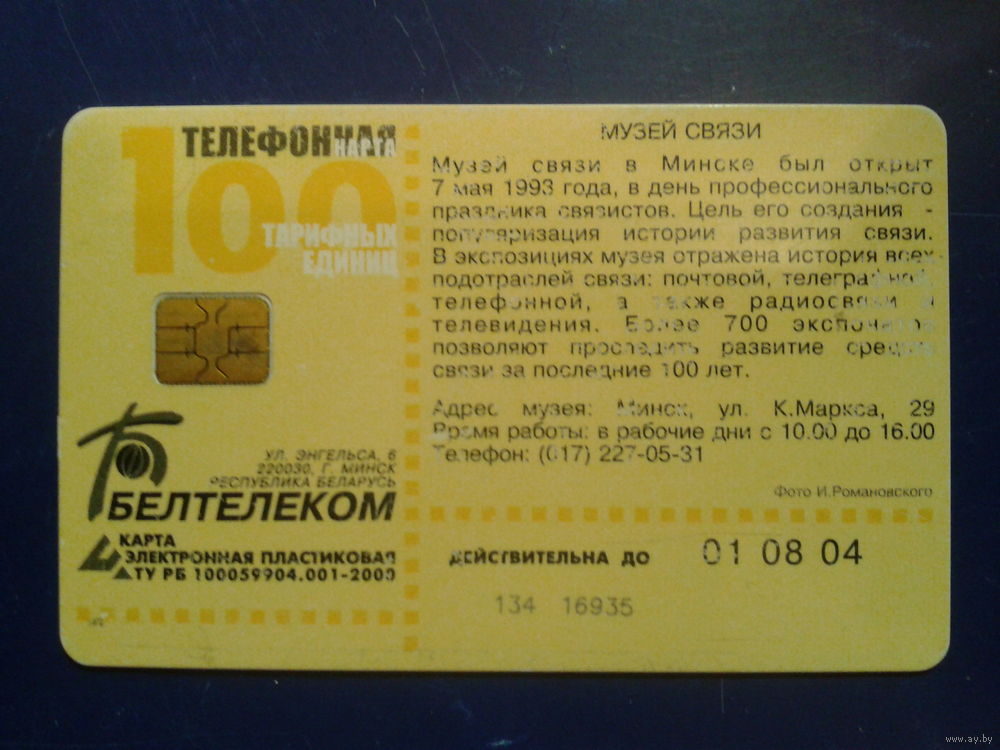 ТЕЛЕФОННАЯ
КАРТА
100
ТАРИФНЫХ
ЕДИНИЦ
УЛ. ЭНГЕЛЬСА, 6
220030, Г. МИНСК
РЕСПУБЛИКА БЕЛАРУСЬ
БЕЛТЕЛЕКОМ
КАРТА
ЭЛЕКТРОННАЯ ПЛАСТИКОВАЯ
ТУ РБ 100059904.001-2000
МУЗЕЙ СВЯЗИ
Музей связи в Минске был открыт
7 мая 1993 года, в день профессионального
праздника связистов. Цель его создания -
популяризация истории развития связи.
В экспозициях музея отражена история всех
подотраслей связи: почтовой, телеграфной,
телефонной, а также радиосвязи и
телевидения. Более 700 экспонатов
позволяют проследить развитие средств
связи за последние 100 лет.
Адрес музея: Минск, ул. К.Маркса, 29
Время работы: в рабочие дни с 10.00 до 16.00
Телефон: (017) 227-05-31
Фото И.Романовского
ДЕЙСТВИТЕЛЬНА ДО 01 08 04
134 16935
www.ay.by